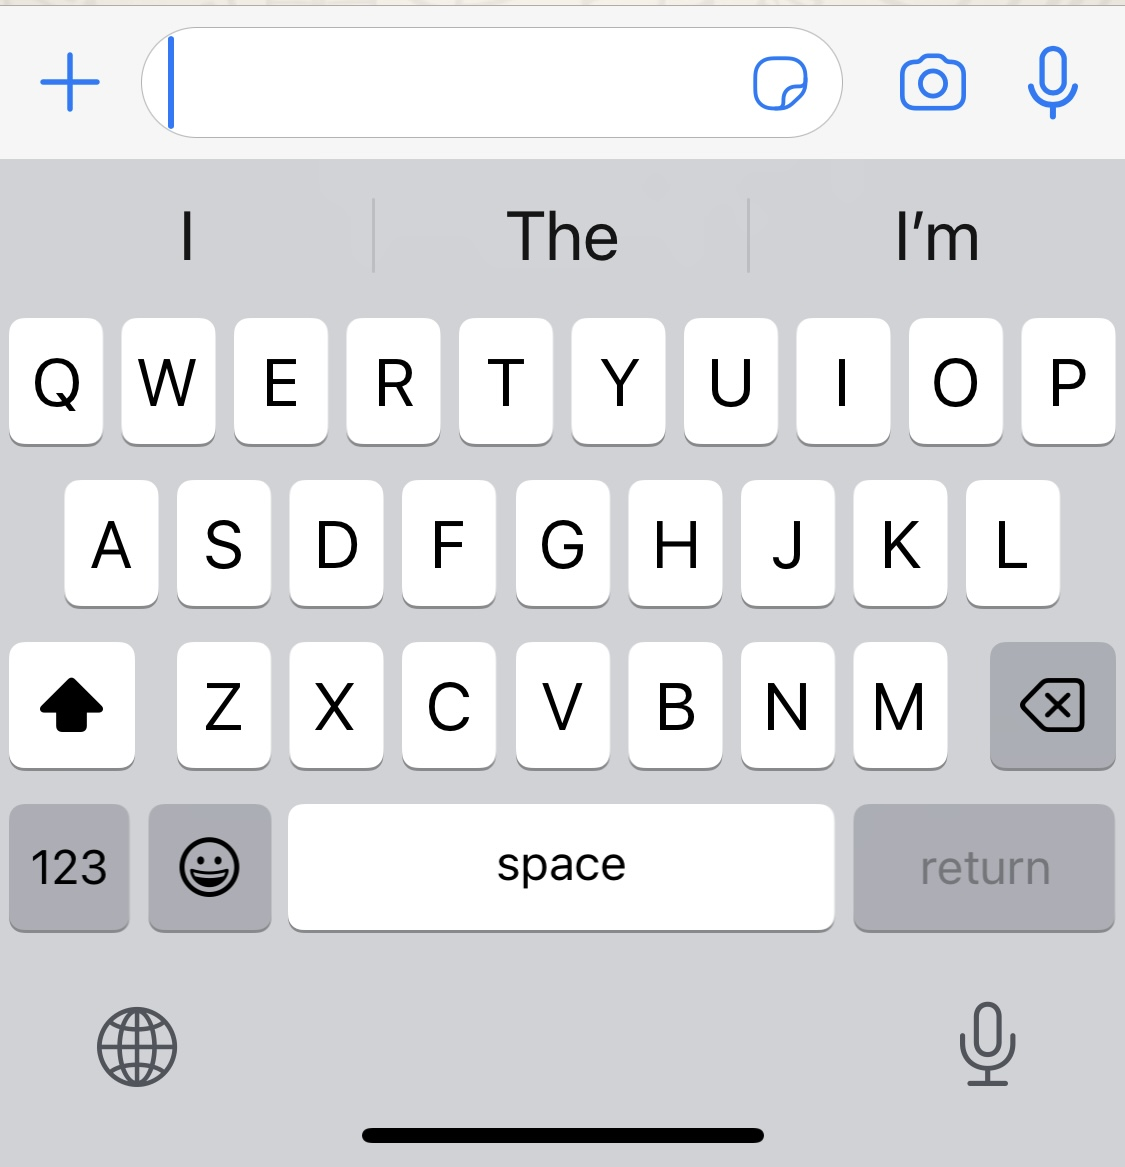 I The I'm
Q W E R T Y U I O P
A S D F G H J K L
Z X C V B N M
123 space return